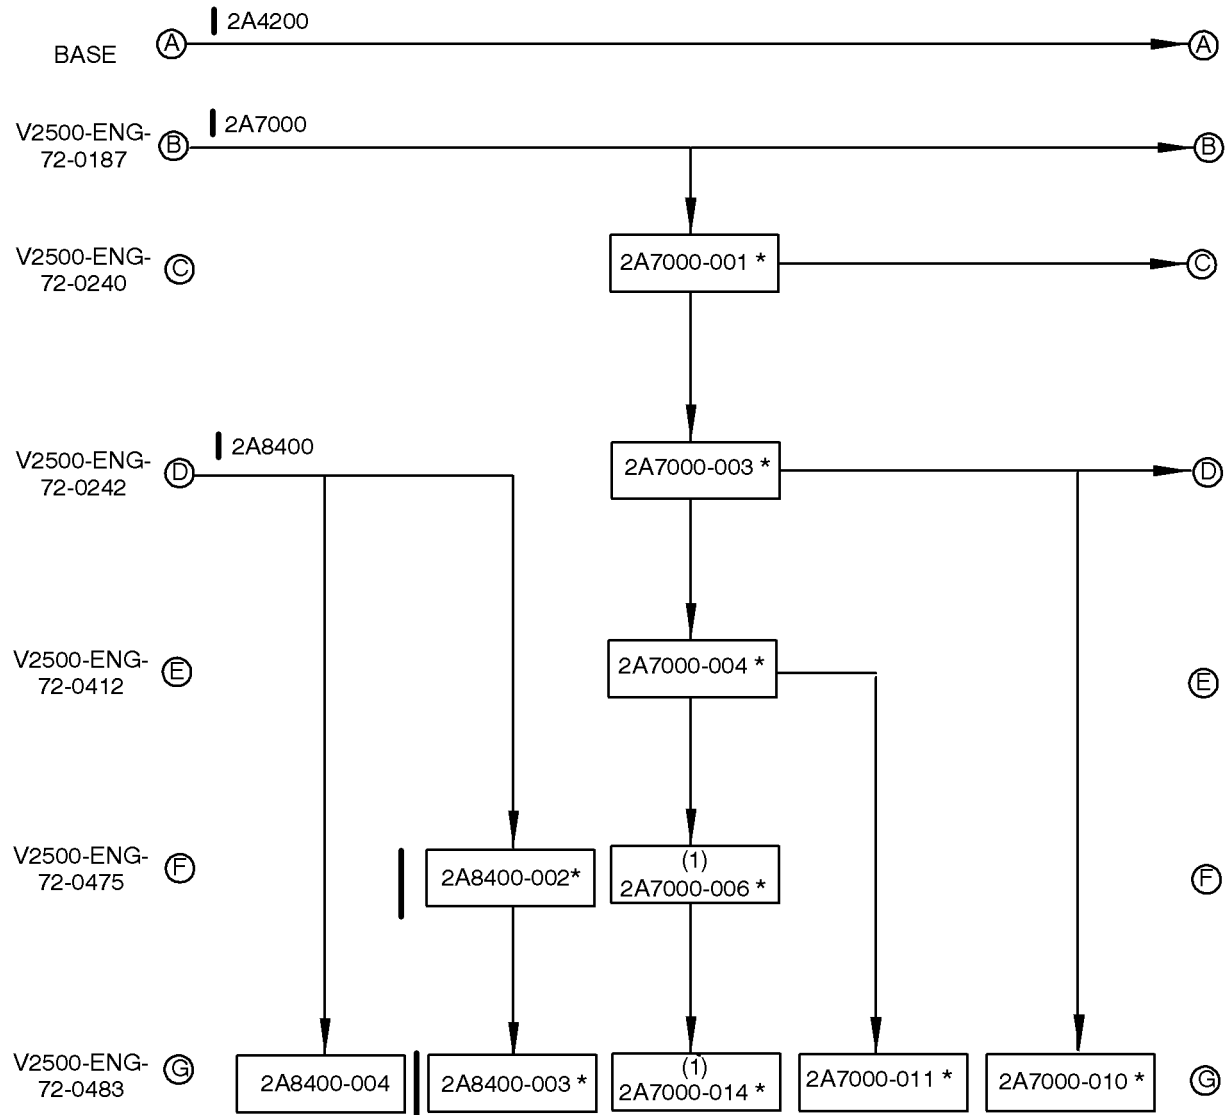 2A4200
BASE
A
A
2A7000
V2500-ENG-
72-0187
B
B
V2500-ENG-
72-0240
C
2A7000-001 *
C
2A8400
V2500-ENG-
72-0242
D
2A7000-003 *
D
V2500-ENG-
72-0412
E
2A7000-004 *
E
V2500-ENG-
72-0475
F
2A8400-002*
(1)
2A7000-006 *
F
V2500-ENG-
72-0483
G
2A8400-004
2A8400-003 *
(1)
2A7000-014 *
2A7000-011 *
2A7000-010 *
G